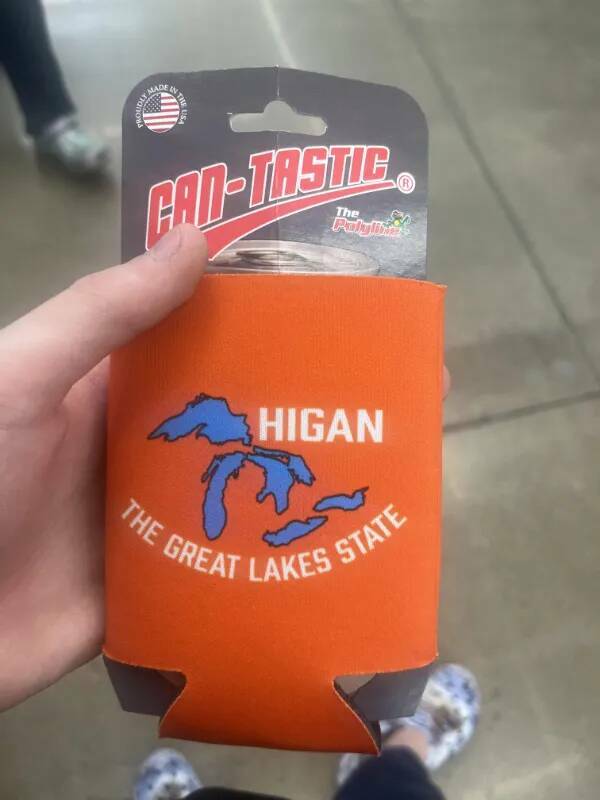 PROUDLY MADE IN THE USA
CAN-TASTIC ®
The
Polyline
HIGAN
THE GREAT LAKES STATE